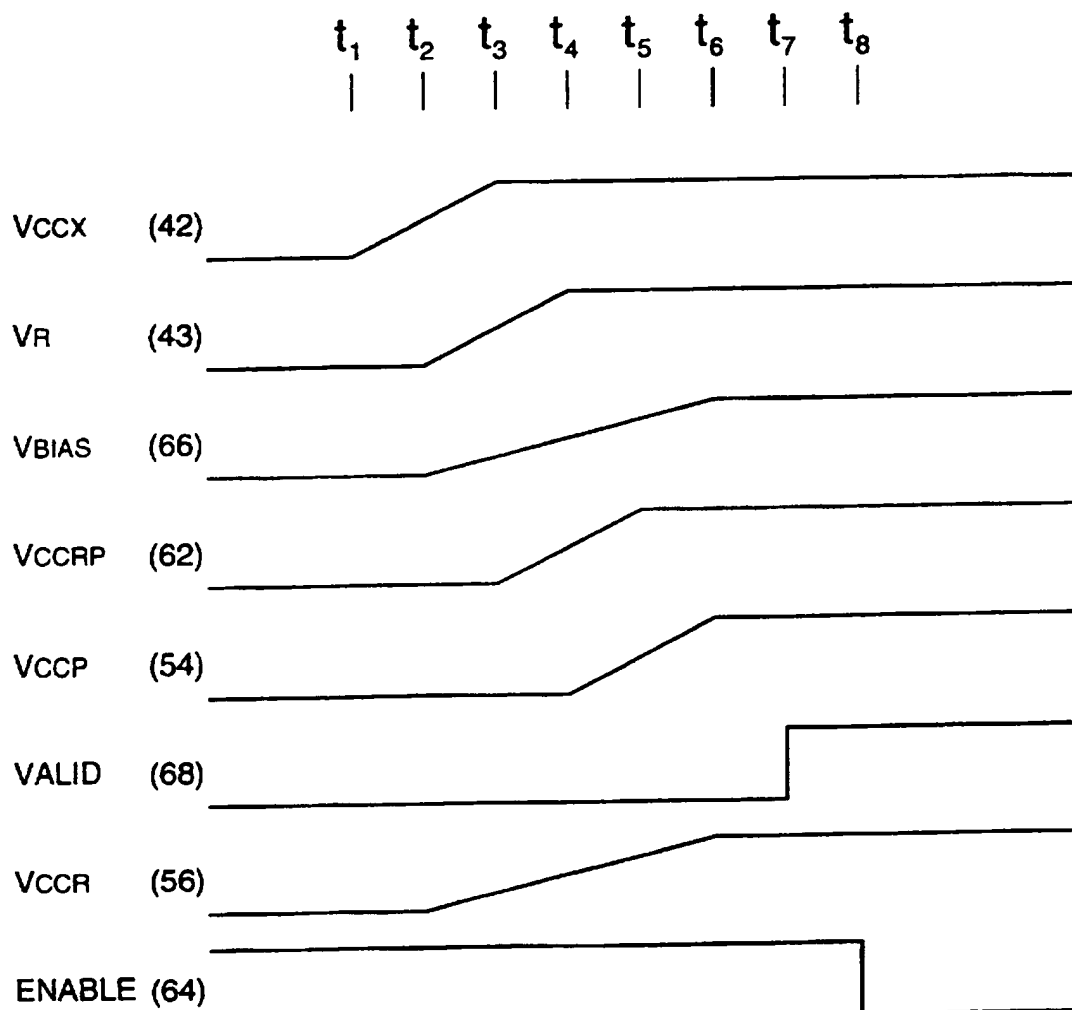 t₁ t₂ t₃ t₄ t₅ t₆ t₇ t₈
VCCX (42)
VR (43)
VBIAS (66)
VCCRP (62)
VCCP (54)
VALID (68)
VCCR (56)
ENABLE (64)